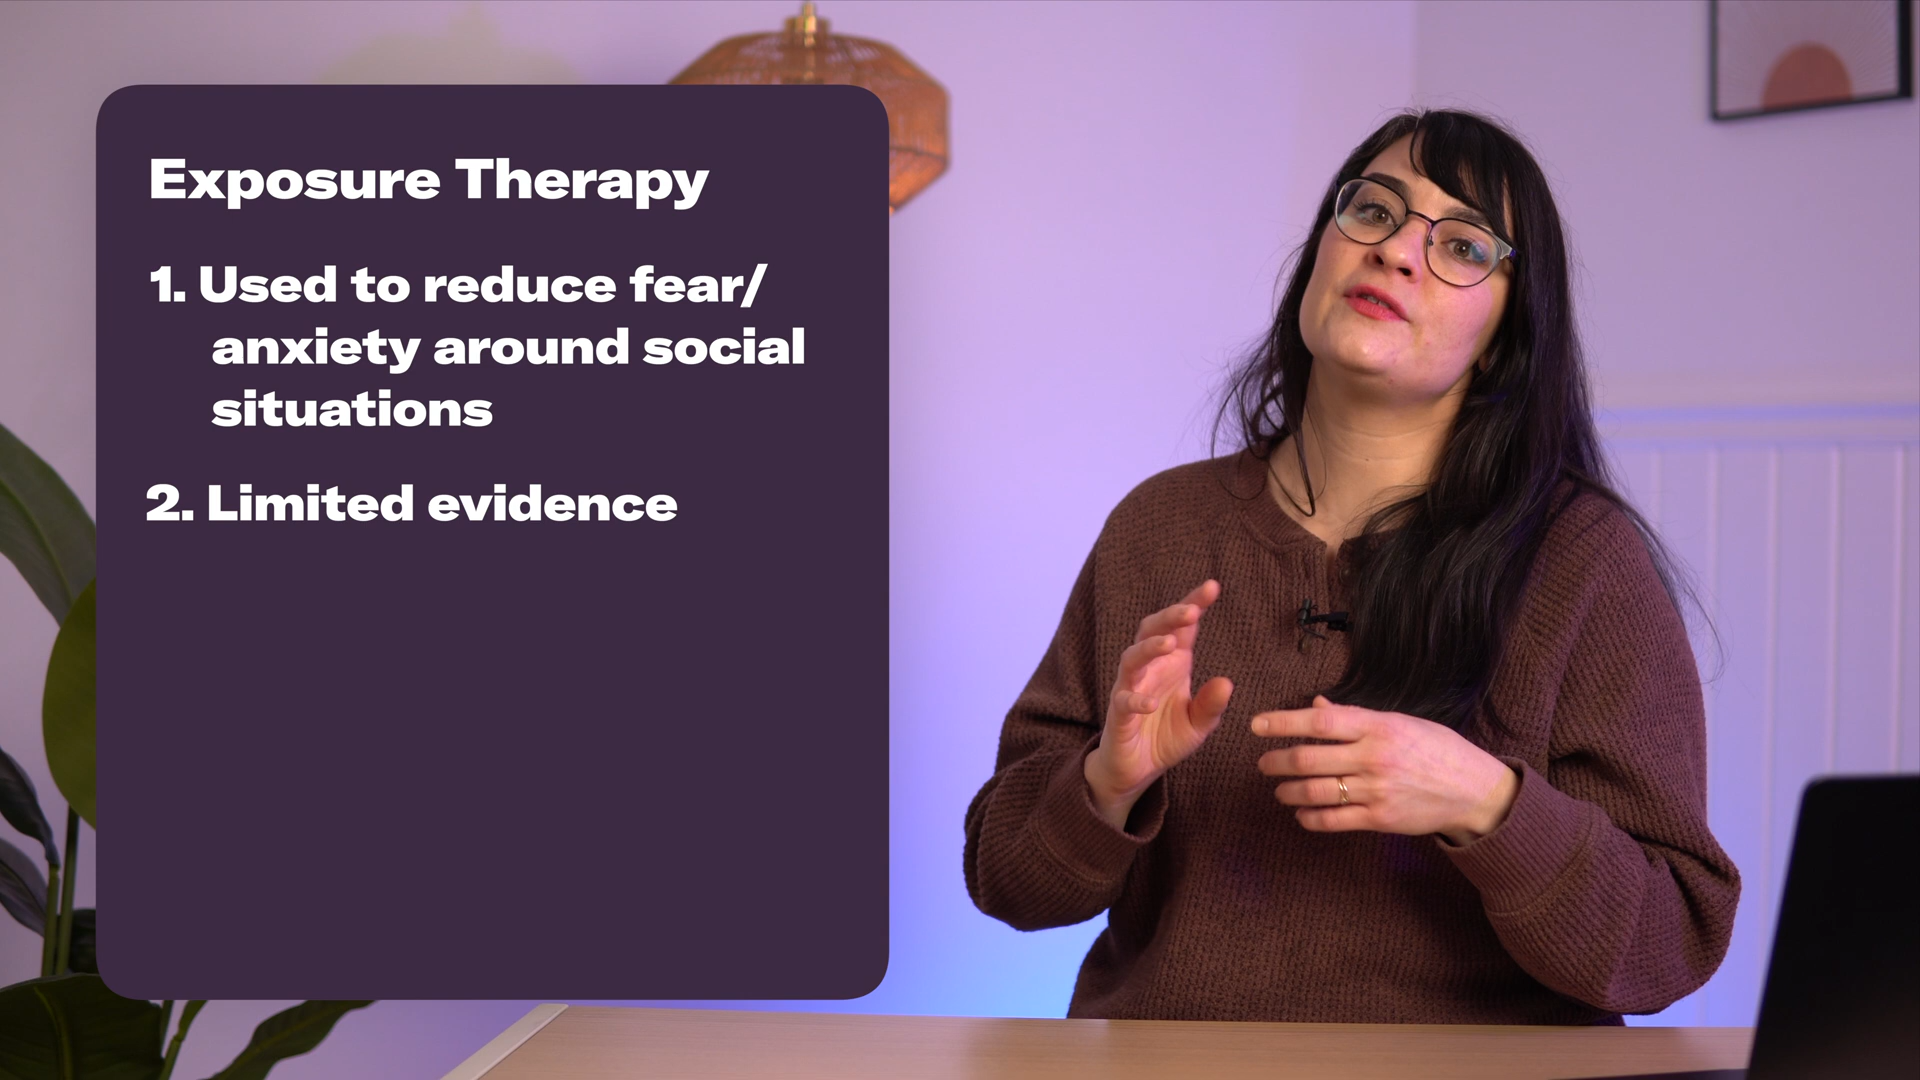 Exposure Therapy
1. Used to reduce fear/
anxiety around social
situations
2. Limited evidence